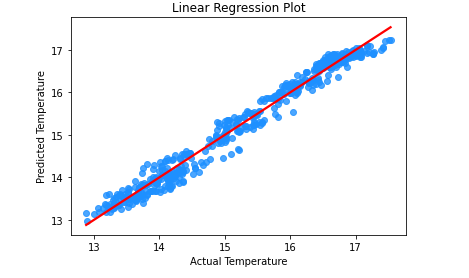 Linear Regression Plot
17
16
15
14
13
Predicted Temperature
13 14 15 16 17
Actual Temperature